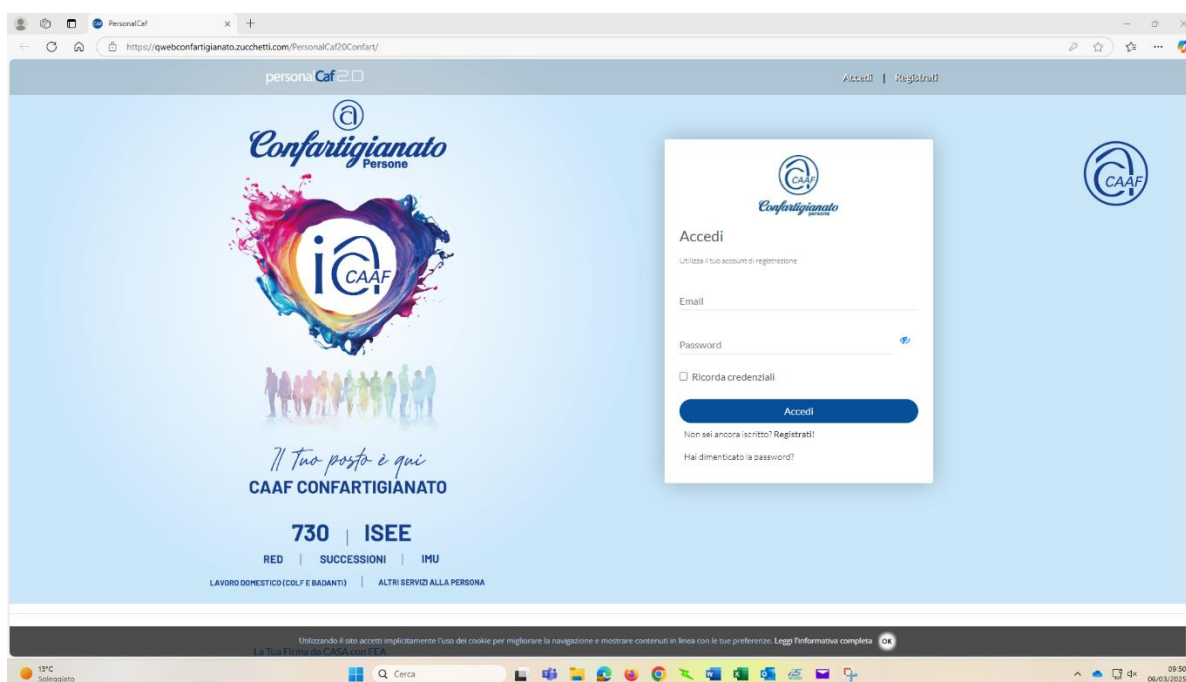 PersonalCaf
https://qwebconfartigianato.zucchetti.com/PersonalCaf20Confart/
personalCaf 2.0
Accedi | Registrati
Confartigianato
Persone
iCAAF
Il Tuo posto è qui
CAAF CONFARTIGIANATO
730 | ISEE
RED | SUCCESSIONI | IMU
LAVORO DOMESTICO (COLF E BADANTI) | ALTRI SERVIZI ALLA PERSONA
CAAF
Confartigianato
persone
Accedi
Utilizza il tuo account di registrazione
Email
Password
Ricorda credenziali
Accedi
Non sei ancora iscritto? Registrati!
Hai dimenticato la password?
CAAF
Utilizzando il sito accetti implicitamente l'uso dei cookie per migliorare la navigazione e mostrare contenuti in linea con le tue preferenze. Leggi l'informativa completa OK
La Tua Firma da CASA con FEA
13°C
Soleggiato
Cerca
09:50
06/03/2025